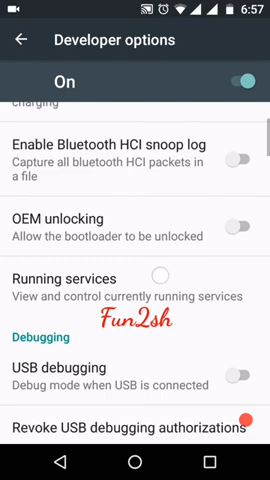 6:57
Developer options
On
charging
Enable Bluetooth HCI snoop log
Capture all bluetooth HCI packets in
a file
OEM unlocking
Allow the bootloader to be unlocked
Running services
View and control currently running services
Fun2sh
Debugging
USB debugging
Debug mode when USB is connected
Revoke USB debugging authorizations